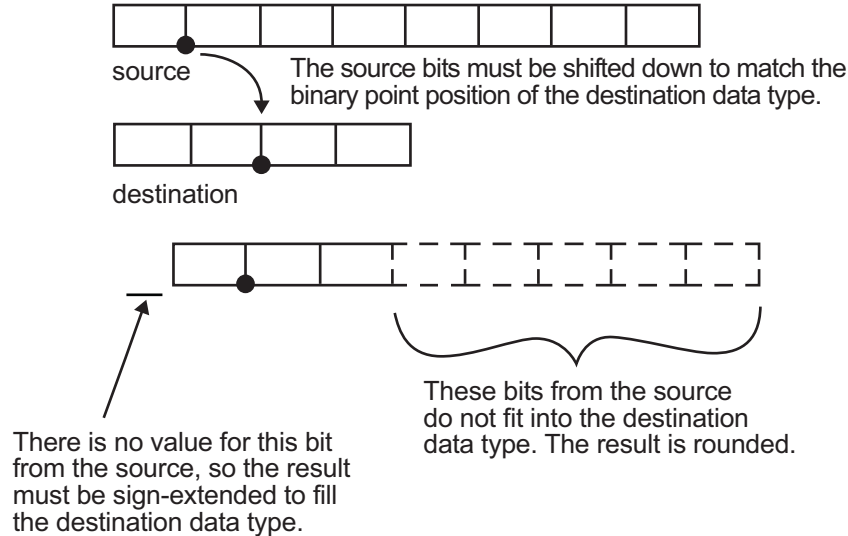 source
The source bits must be shifted down to match the
binary point position of the destination data type.
destination
These bits from the source
do not fit into the destination
data type. The result is rounded.
There is no value for this bit
from the source, so the result
must be sign-extended to fill
the destination data type.